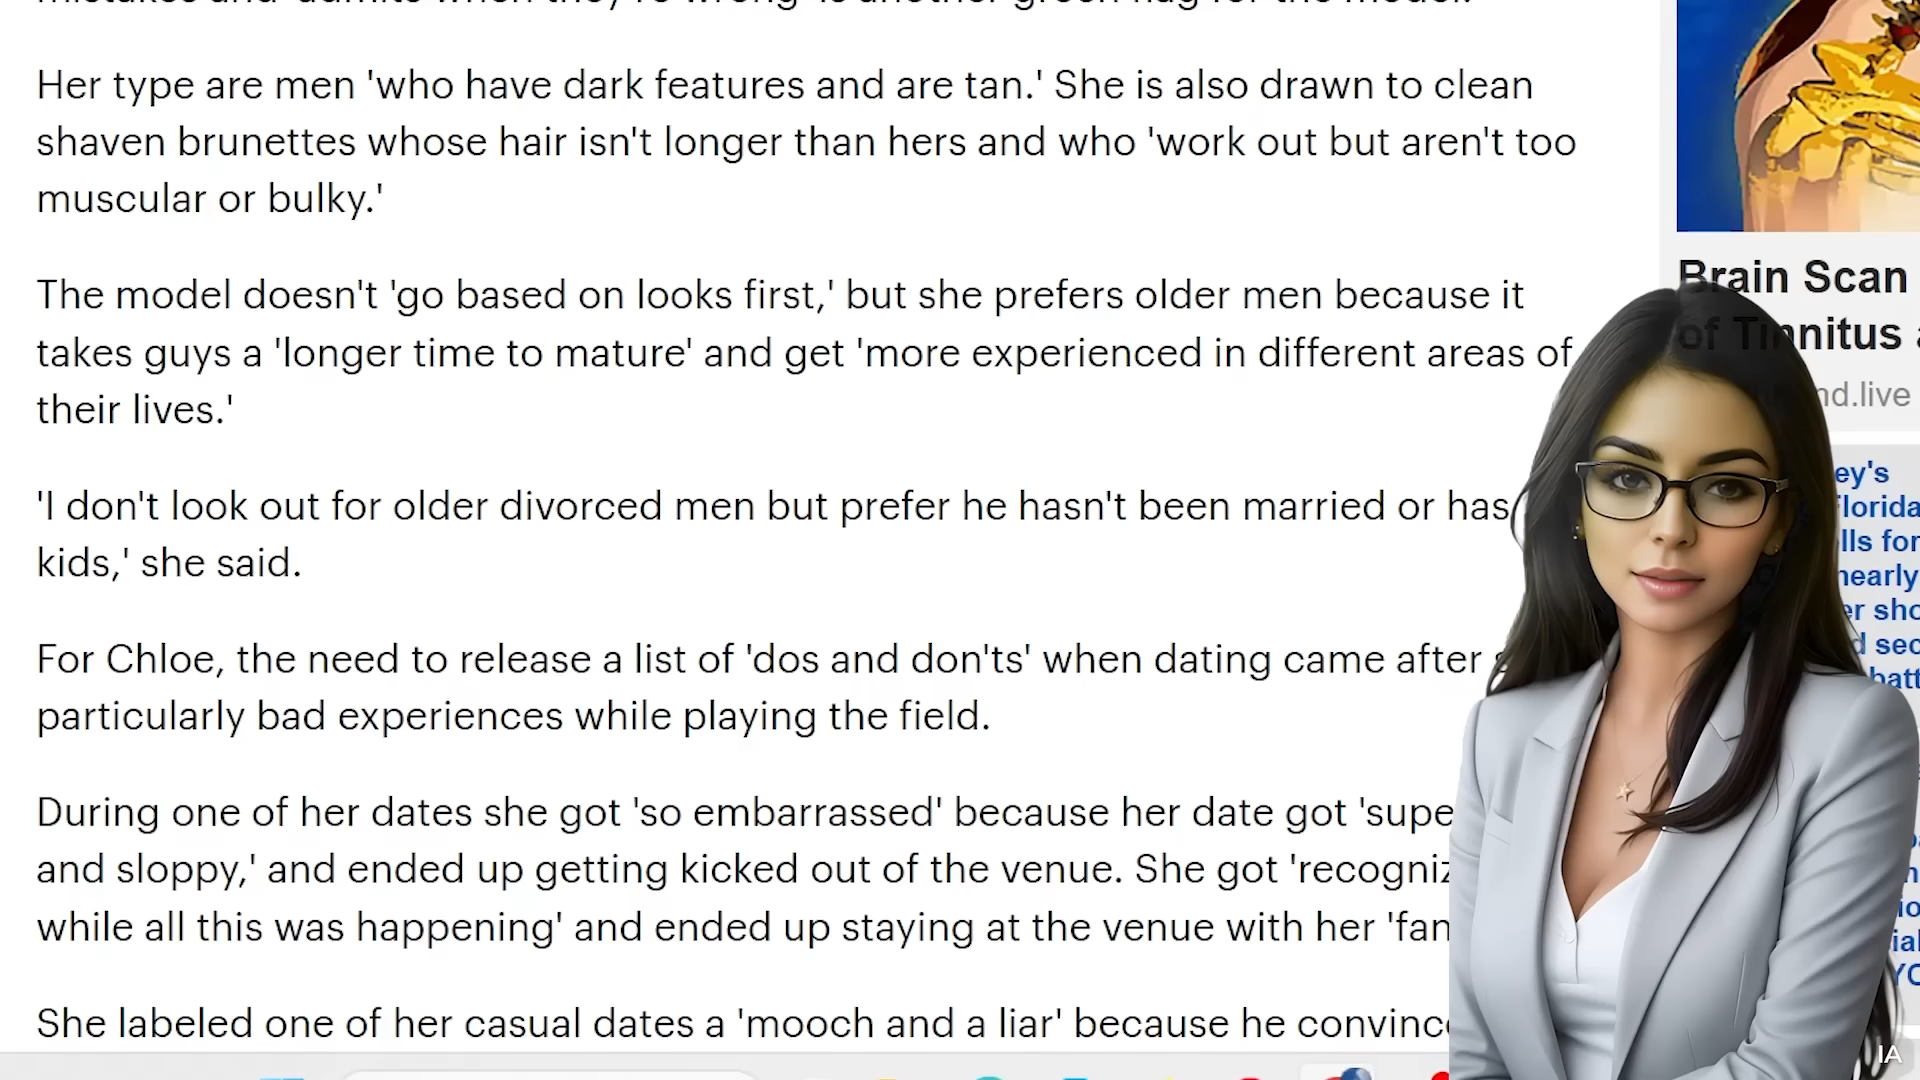 Her type are men 'who have dark features and are tan.' She is also drawn to clean
shaven brunettes whose hair isn't longer than hers and who 'work out but aren't too
muscular or bulky.'
The model doesn't 'go based on looks first,' but she prefers older men because it
takes guys a 'longer time to mature' and get 'more experienced in different areas of
their lives.'
'I don't look out for older divorced men but prefer he hasn't been married or has
kids,' she said.
For Chloe, the need to release a list of 'dos and don'ts' when dating came after
particularly bad experiences while playing the field.
During one of her dates she got 'so embarrassed' because her date got
and sloppy,' and ended up getting kicked out of the venue. She got
while all this was happening' and ended up staying at the venue with her
She labeled one of her casual dates a 'mooch and a liar' because he
Brain Scan
of Tinnitus
nd.live
ey's
lls for
IA